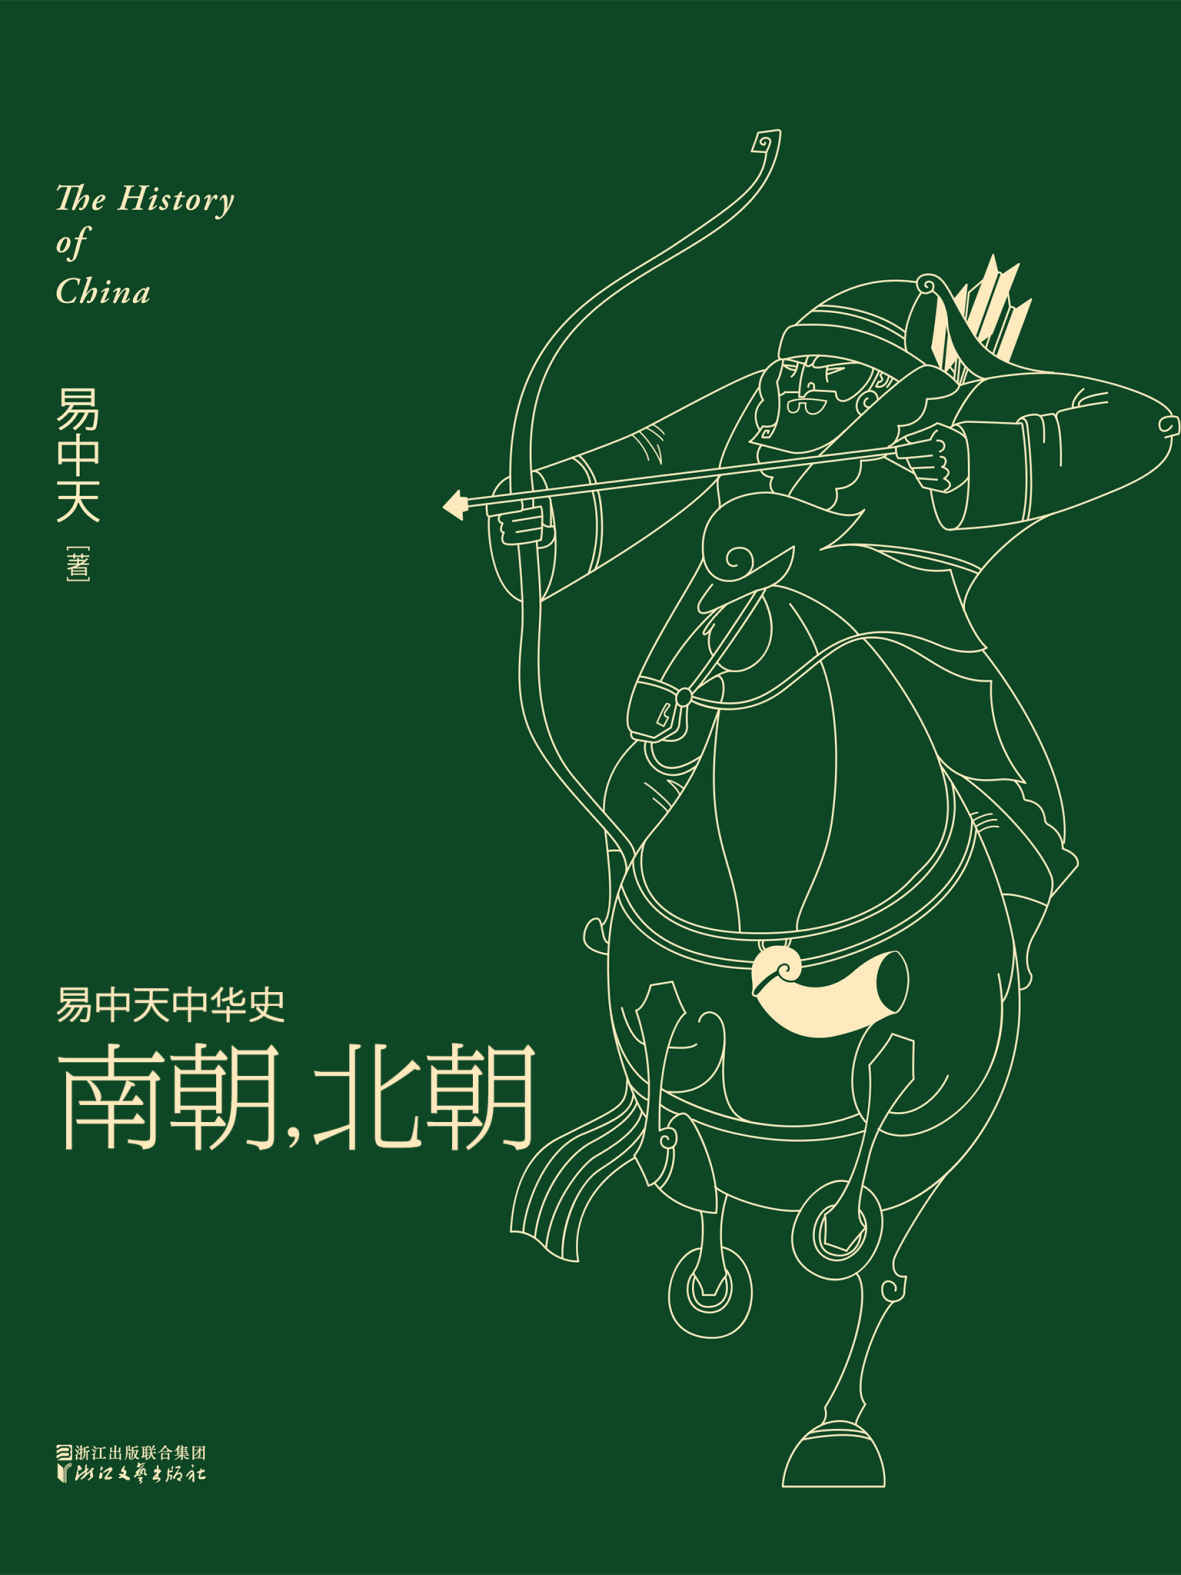 The History
of
China
易中天
[著]
易中天中华史
南朝,北朝
浙江出版联合集团
浙江文艺出版社